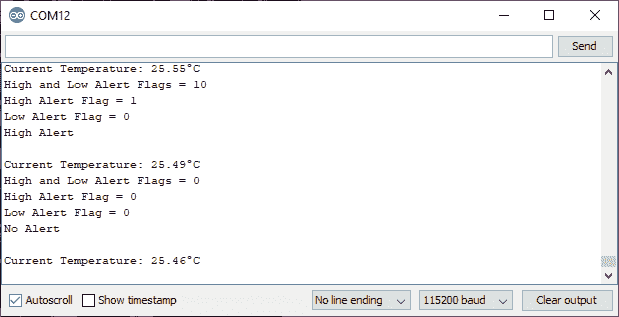 COM12
Send
Current Temperature: 25.55°C
High and Low Alert Flags = 10
High Alert Flag = 1
Low Alert Flag = 0
High Alert
Current Temperature: 25.49°C
High and Low Alert Flags = 0
High Alert Flag = 0
Low Alert Flag = 0
No Alert
Current Temperature: 25.46°C
Autoscroll Show timestamp No line ending 115200 baud Clear output